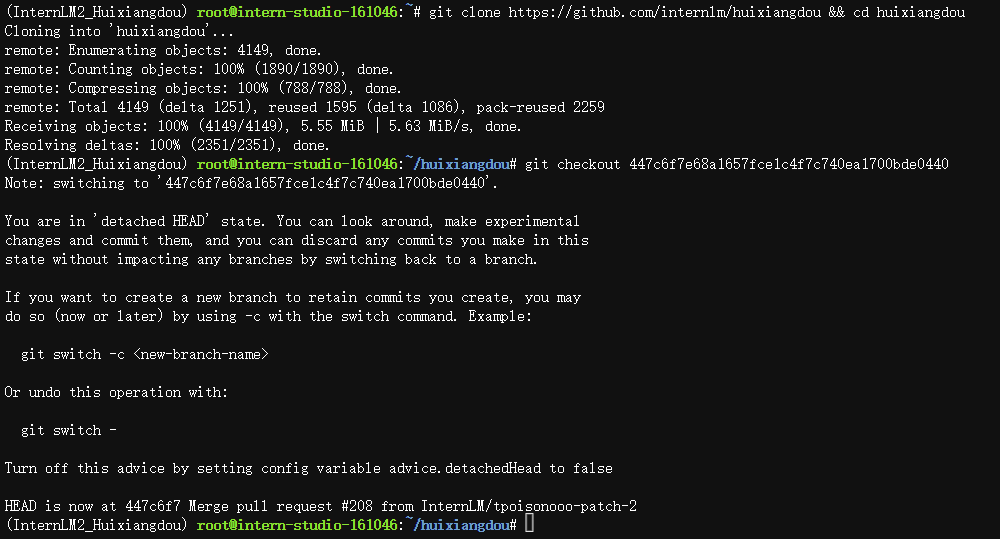 (InternLM2_Huixiangdou) root@intern-studio-161046:~# git clone https://github.com/internlm/huixiangdou && cd huixiangdou
Cloning into 'huixiangdou'...
remote: Enumerating objects: 4149, done.
remote: Counting objects: 100% (1890/1890), done.
remote: Compressing objects: 100% (788/788), done.
remote: Total 4149 (delta 1251), reused 1595 (delta 1086), pack-reused 2259
Receiving objects: 100% (4149/4149), 5.55 MiB | 5.63 MiB/s, done.
Resolving deltas: 100% (2351/2351), done.
(InternLM2_Huixiangdou) root@intern-studio-161046:~/huixiangdou# git checkout 447c6f7e68a1657fce1c4f7c740ea1700bde0440
Note: switching to '447c6f7e68a1657fce1c4f7c740ea1700bde0440'.

You are in 'detached HEAD' state. You can look around, make experimental
changes and commit them, and you can discard any commits you make in this
state without impacting any branches by switching back to a branch.

If you want to create a new branch to retain commits you create, you may
do so (now or later) by using -c with the switch command. Example:

  git switch -c <new-branch-name>

Or undo this operation with:

  git switch -

Turn off this advice by setting config variable advice.detachedHead to false

HEAD is now at 447c6f7 Merge pull request #208 from InternLM/tpoisonooo-patch-2
(InternLM2_Huixiangdou) root@intern-studio-161046:~/huixiangdou#